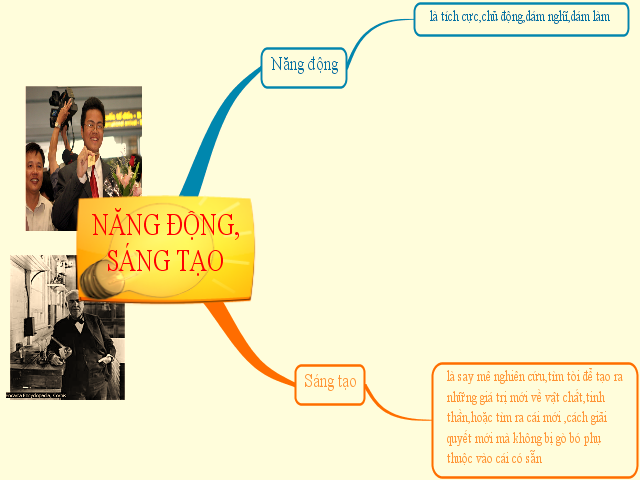 là tích cực,chủ động,dám nghĩ,dám làm
Năng động
NĂNG ĐỘNG,
SÁNG TẠO
Sáng tạo
là say mê nghiên cứu,tìm tòi để tạo ra
những giá trị mới về vật chất,tinh
thần,hoặc tìm ra cái mới ,cách giải
quyết mới mà không bị gò bó phụ
thuộc vào cái có sẵn